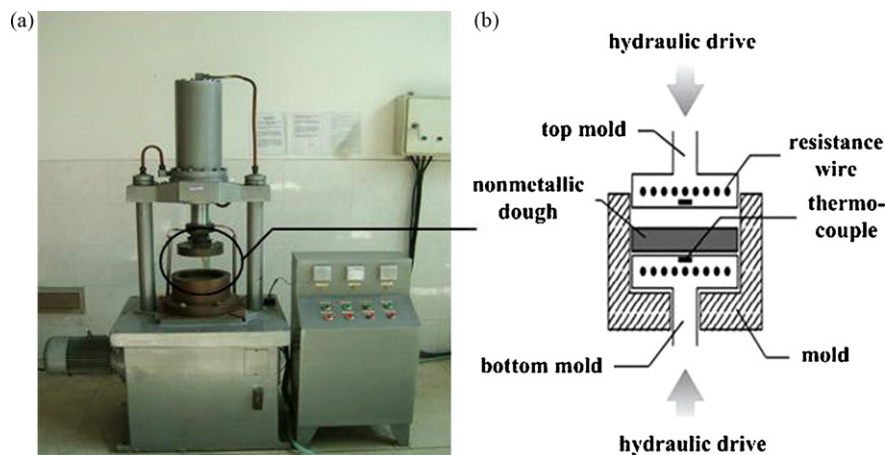 (a)
(b)
hydraulic drive
top mold
resistance
wire
nonmetallic
dough
thermo-
couple
bottom mold
mold
hydraulic drive